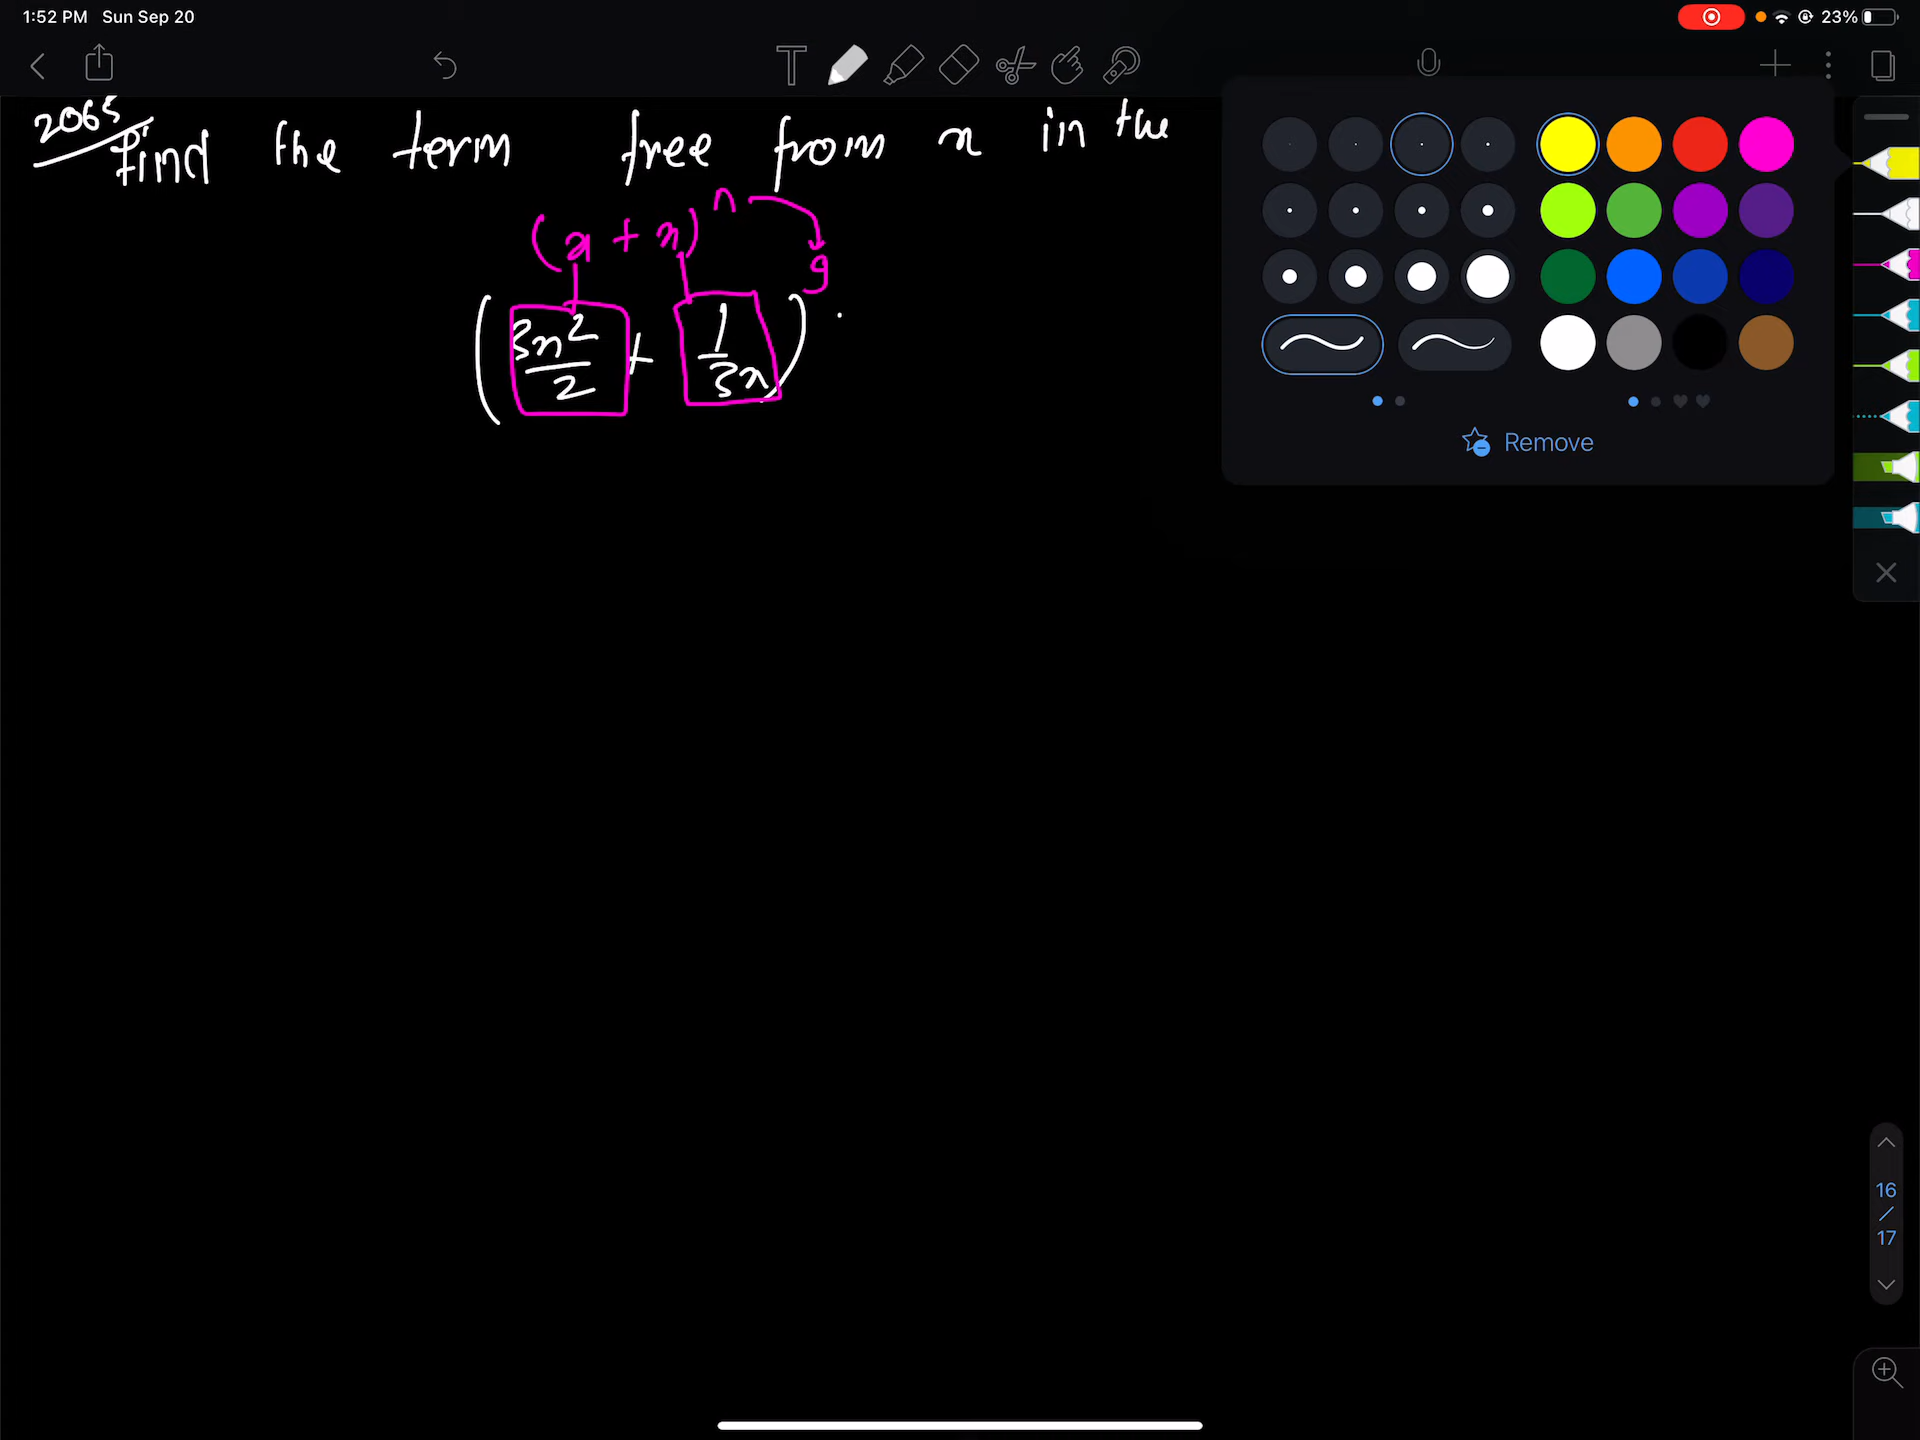 1:52 PM Sun Sep 20
23%
2065
find the term free from x in the
(a + x)^n
9
(3x^2/2 + 1/3x)
Remove
16
/
17